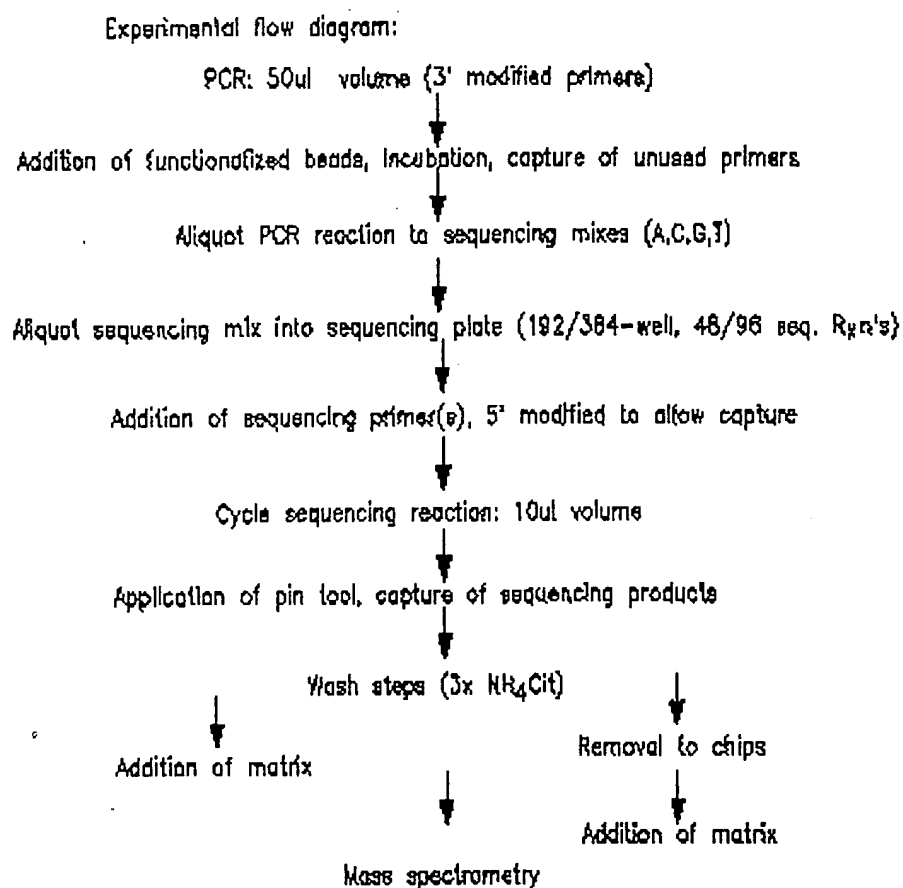 Experimental flow diagram:
PCR: 50ul volume (3' modified primers)
Addition of functionalized beads, incubation, capture of unused primers
Aliquot PCR reaction to sequencing mixes (A,C,G,T)
Aliquot sequencing mix into sequencing plate (192/384-well, 48/96 seq. Rxn's)
Addition of sequencing primer(s), 5' modified to allow capture
Cycle sequencing reaction: 10ul volume
Application of pin tool, capture of sequencing products
Wash steps (3x NH₄Cit)
Removal to chips
Addition of matrix
Addition of matrix
Mass spectrometry